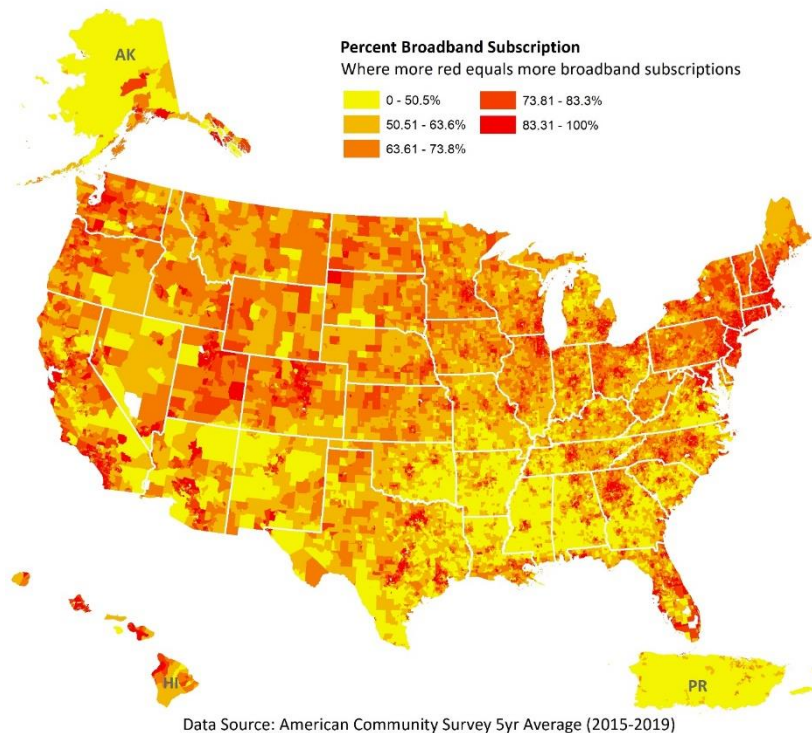 Percent Broadband Subscription
Where more red equals more broadband subscriptions
0 - 50.5%
50.51 - 63.6%
63.61 - 73.8%
73.81 - 83.3%
83.31 - 100%
AK
HI
PR
Data Source: American Community Survey 5yr Average (2015-2019)